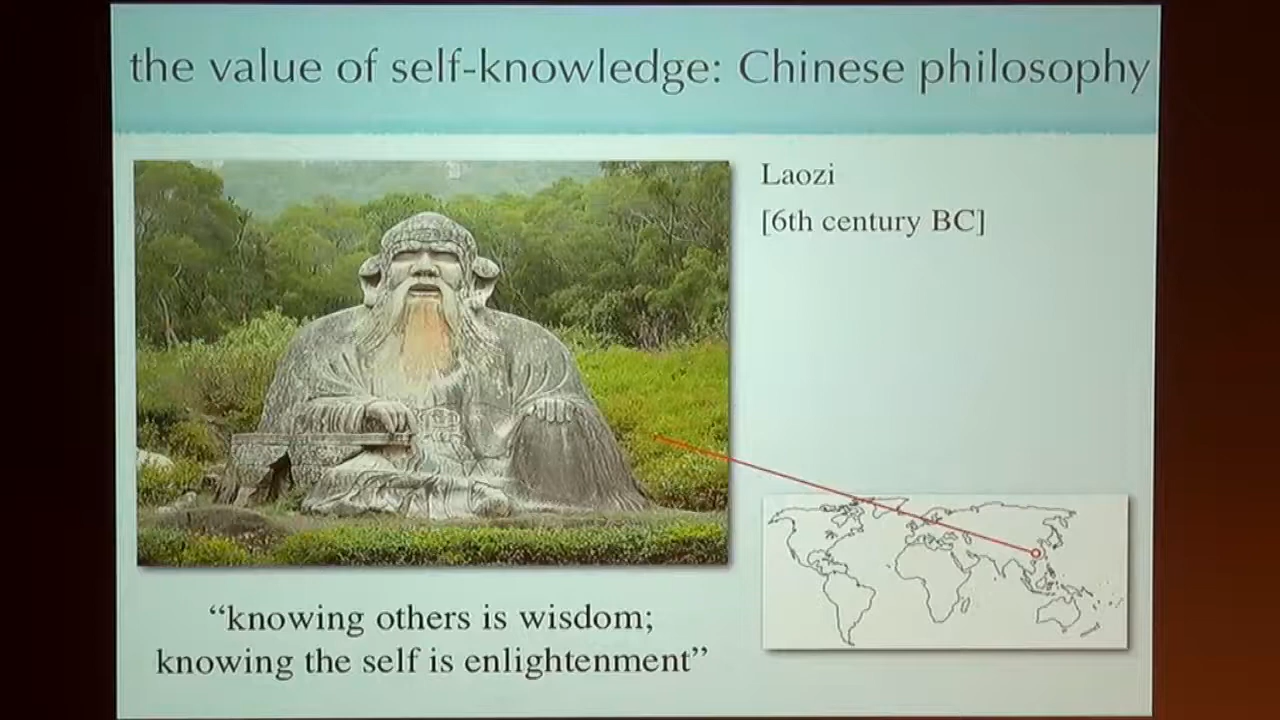 the value of self-knowledge: Chinese philosophy
Laozi
[6th century BC]
“knowing others is wisdom;
knowing the self is enlightenment”